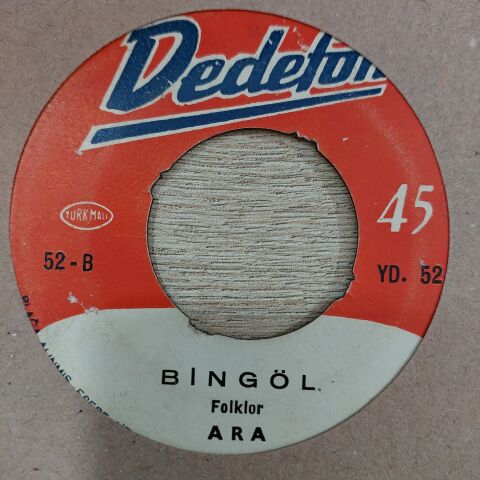 Dedefon
TÜRK MALI
45
52-B
YD. 52
BİNGÖL
Folklor
ARA